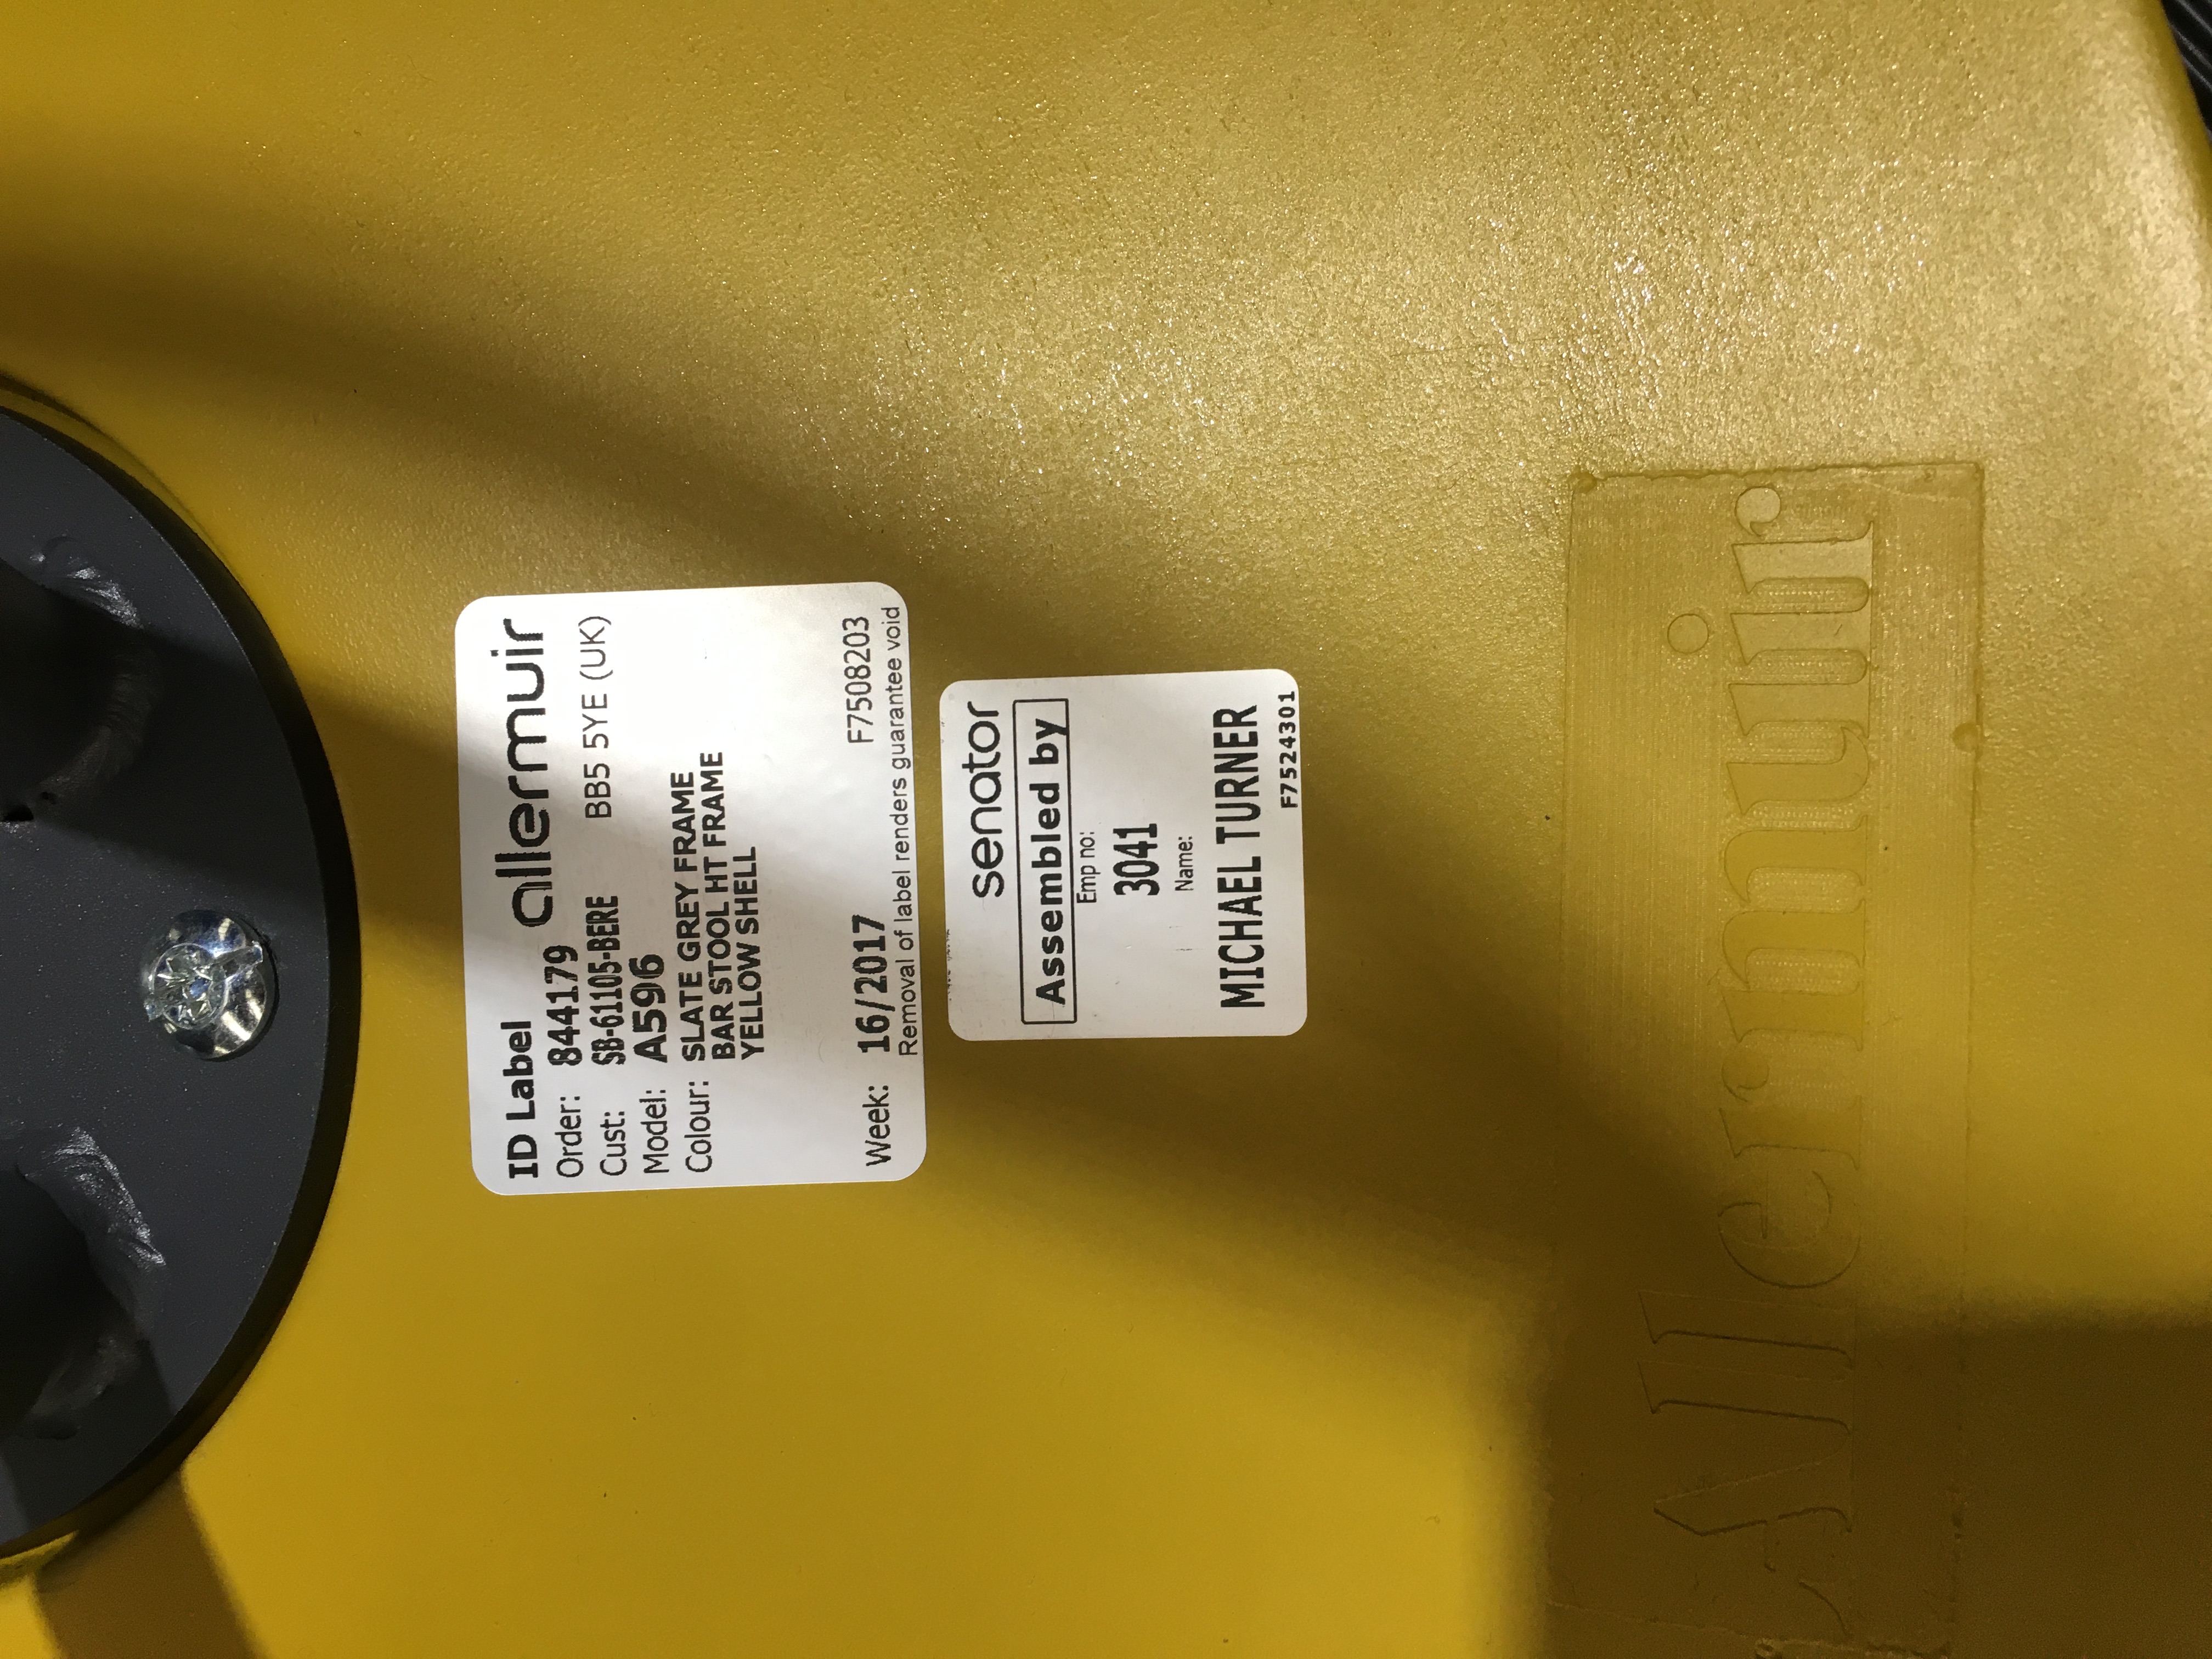 ID Label
allermuir
Order: 844179
Cust: SB-61105-BERE BB5 5YE (UK)
Model: A596
Colour: SLATE GREY FRAME
BAR STOOL HT FRAME
YELLOW SHELL
Week: 16/2017 F7508203
Removal of label renders guarantee void
senator
Assembled by
Emp no:
3041
Name:
MICHAEL TURNER
F7524301
Allermuir